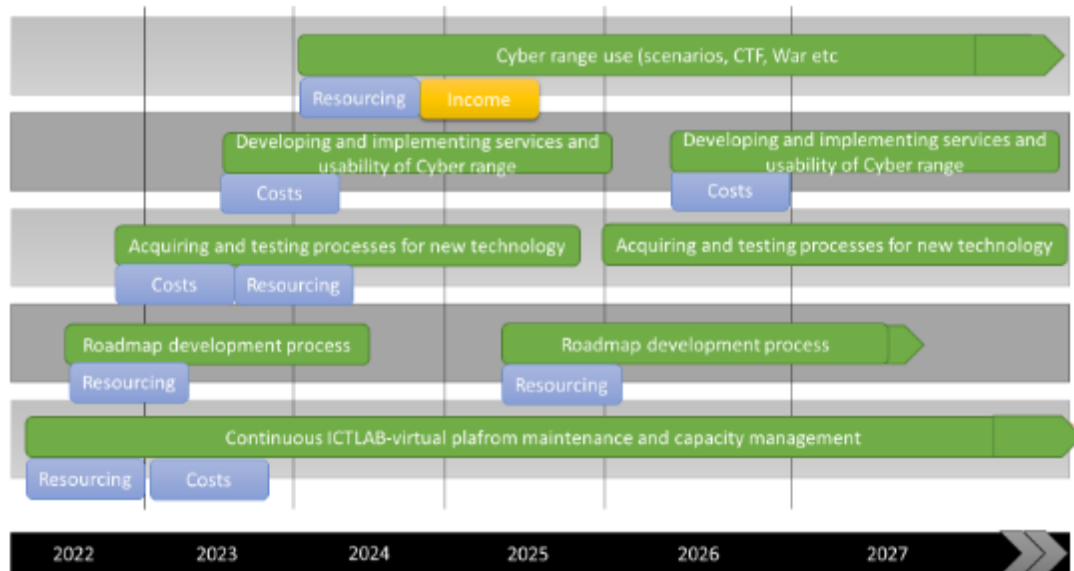 Cyber range use (scenarios, CTF, War etc
Resourcing
Income
Developing and implementing services and
usability of Cyber range
Costs
Developing and implementing services and
usability of Cyber range
Costs
Acquiring and testing processes for new technology
Costs
Resourcing
Acquiring and testing processes for new technology
Roadmap development process
Resourcing
Roadmap development process
Resourcing
Continuous ICTLAB-virtual plafrom maintenance and capacity management
Resourcing
Costs
2022 2023 2024 2025 2026 2027